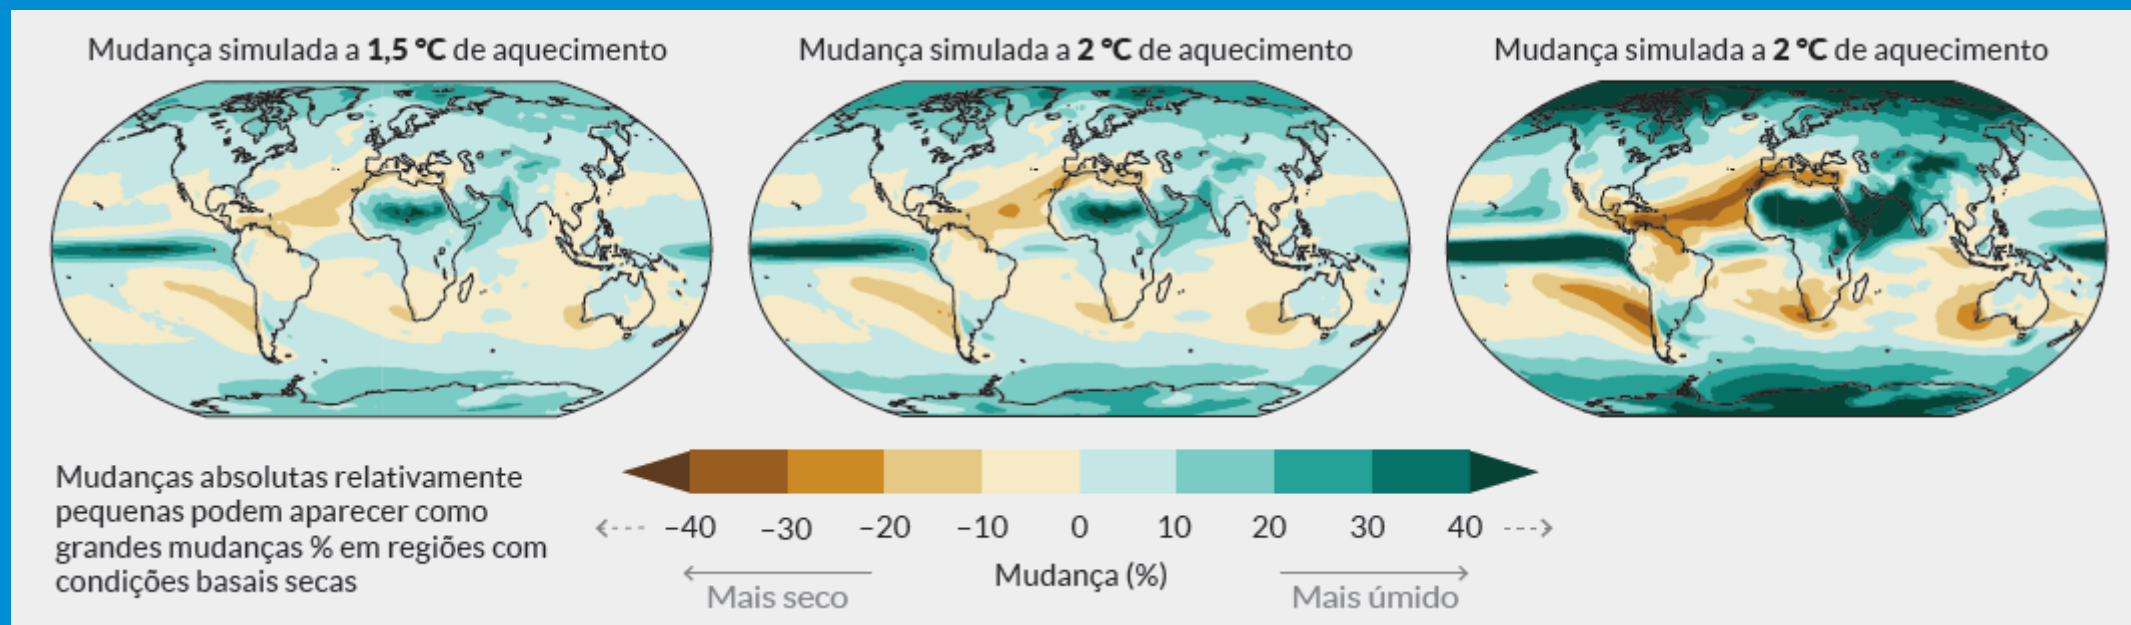 Mudança simulada a 1,5 °C de aquecimento
Mudança simulada a 2 °C de aquecimento
Mudança simulada a 2 °C de aquecimento
Mudanças absolutas relativamente
pequenas podem aparecer como
grandes mudanças % em regiões com
condições basais secas
−40 −30 −20 −10 0 10 20 30 40
Mudança (%)
Mais seco
Mais úmido